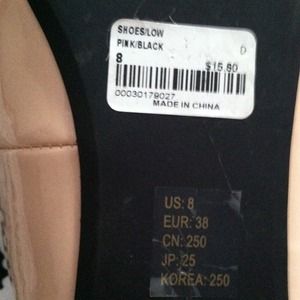 SHOES/LOW
PINK/BLACK D
8 $15.60
00030179027
MADE IN CHINA
US: 8
EUR: 38
CN: 250
JP: 25
KOREA: 250